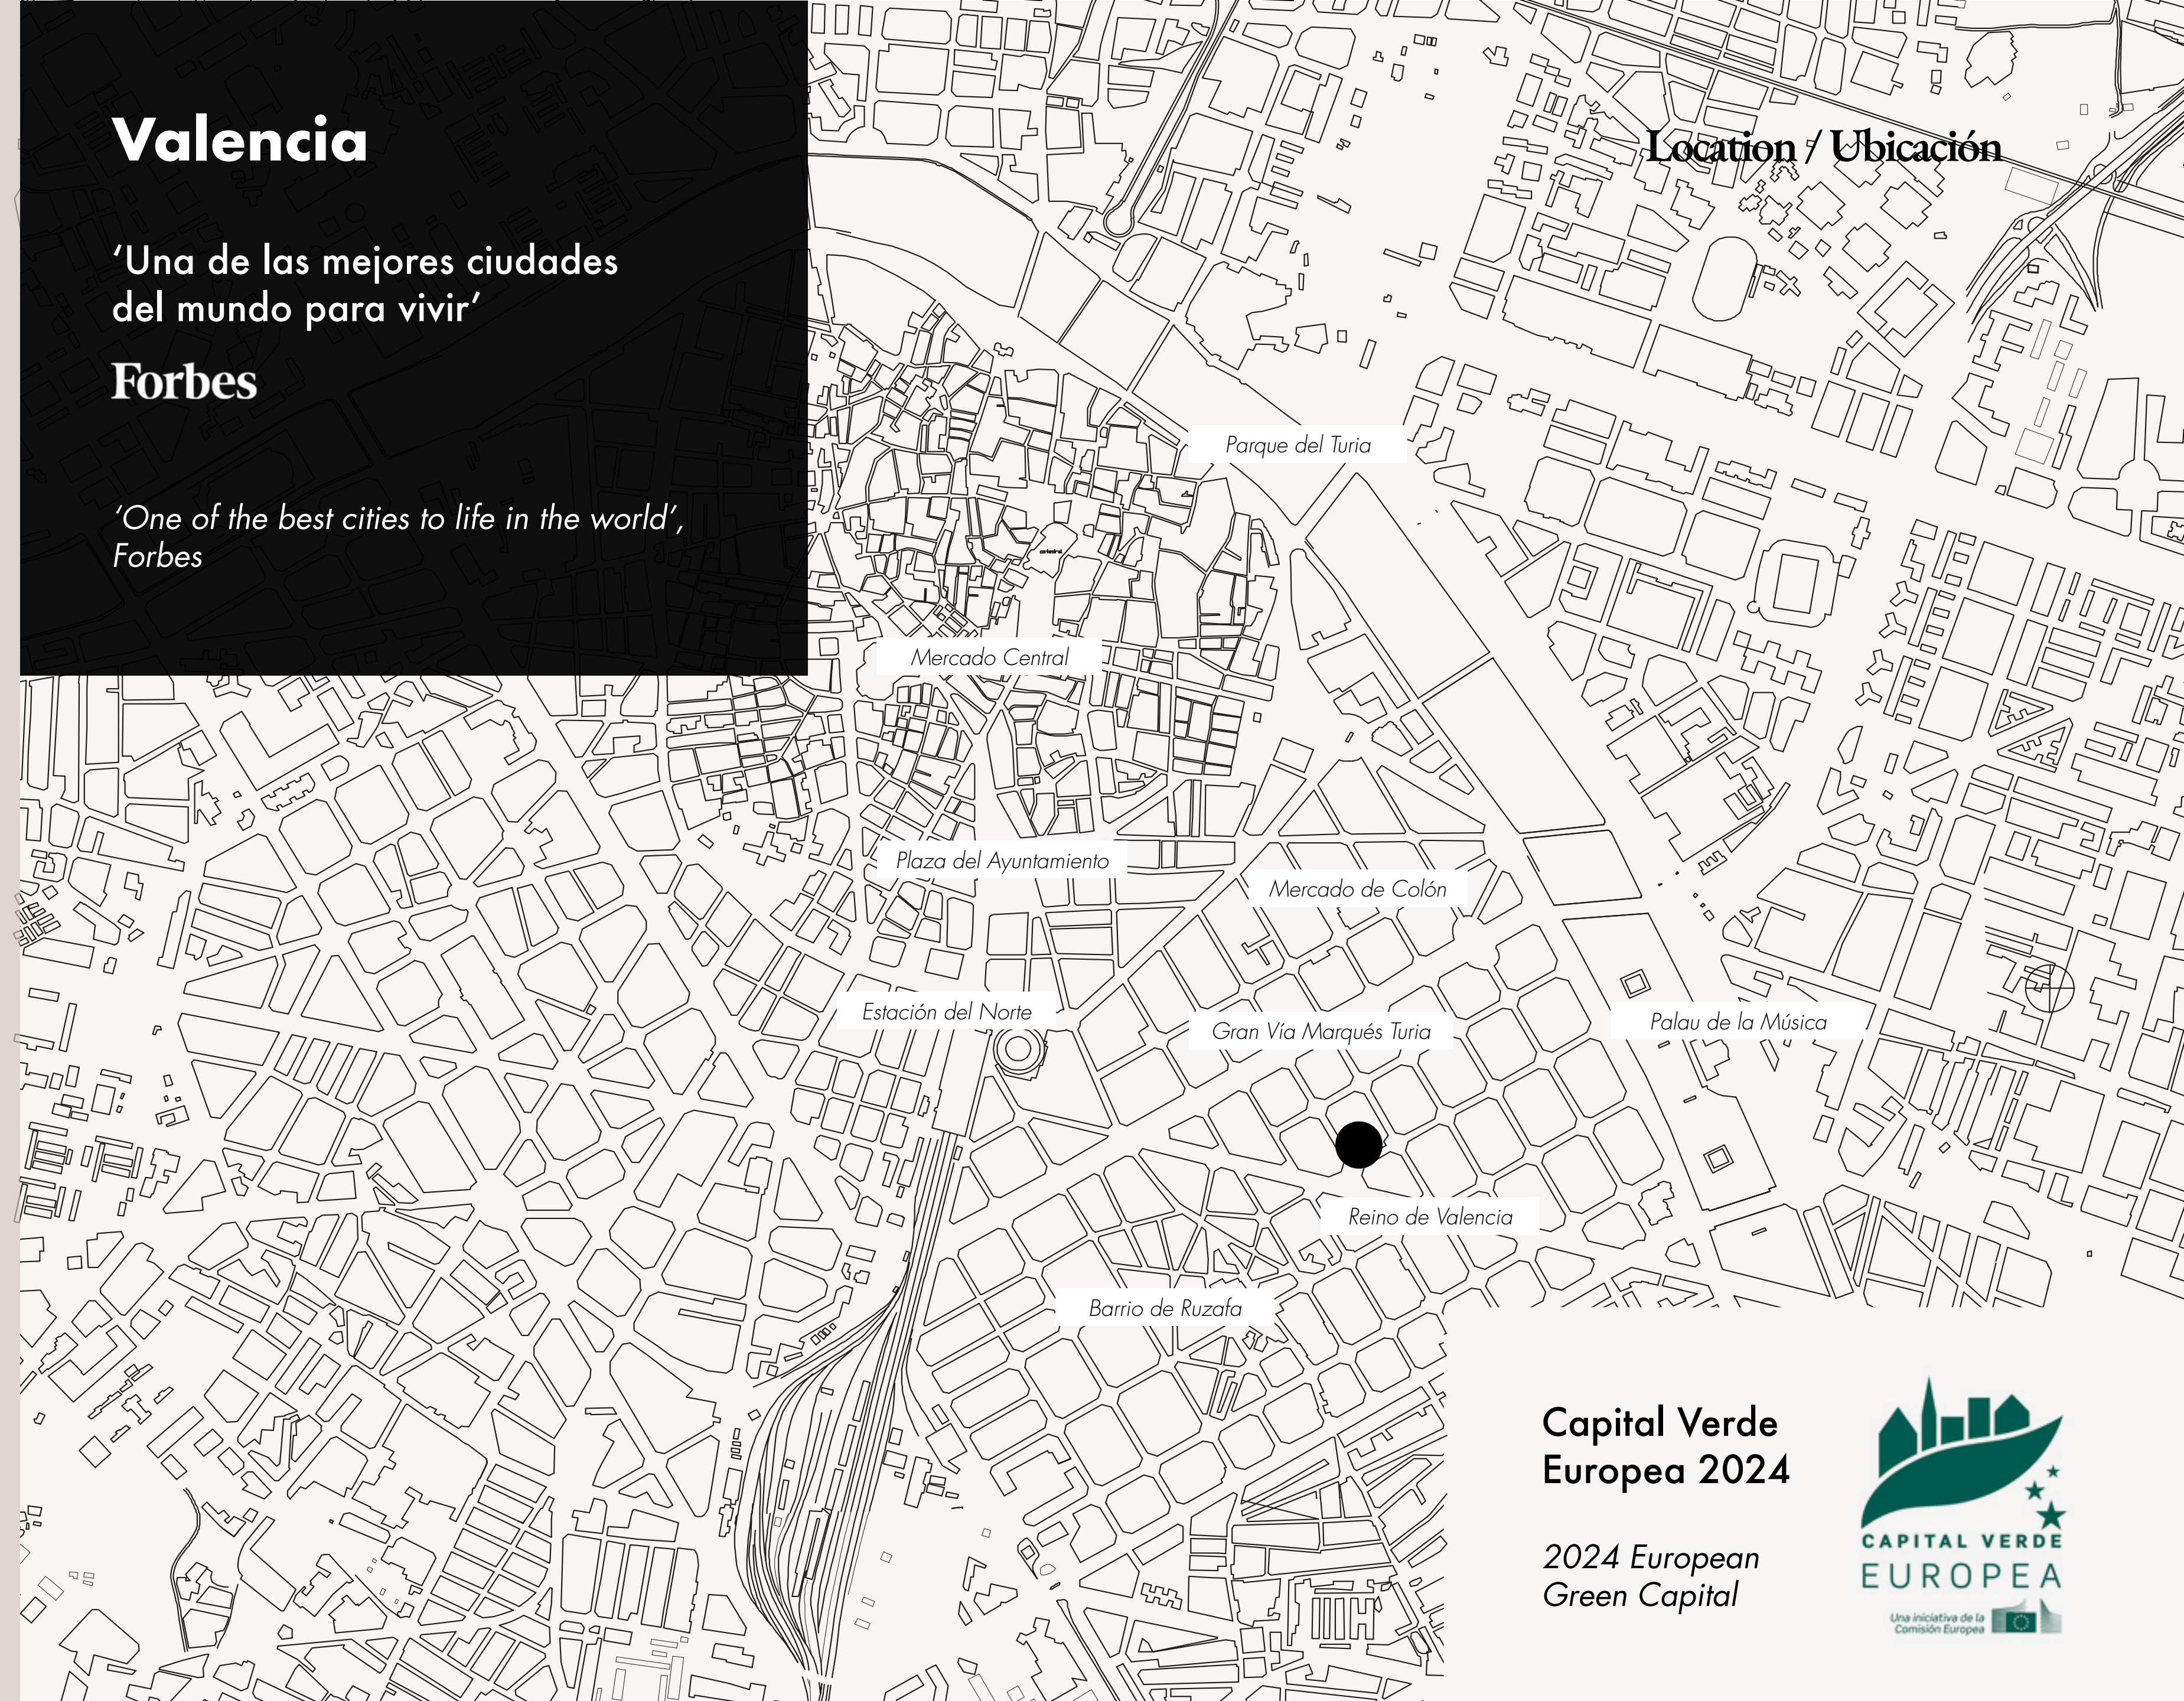 Valencia
Location / Ubicación
‘Una de las mejores ciudades
del mundo para vivir’
Forbes
‘One of the best cities to life in the world’,
Forbes
Parque del Turia
Mercado Central
Plaza del Ayuntamiento
Mercado de Colón
Estación del Norte
Gran Vía Marqués Turia
Palau de la Música
Reino de Valencia
Barrio de Ruzafa
Capital Verde
Europea 2024
2024 European
Green Capital
CAPITAL VERDE
EUROPEA
Una iniciativa de la
Comisión Europea